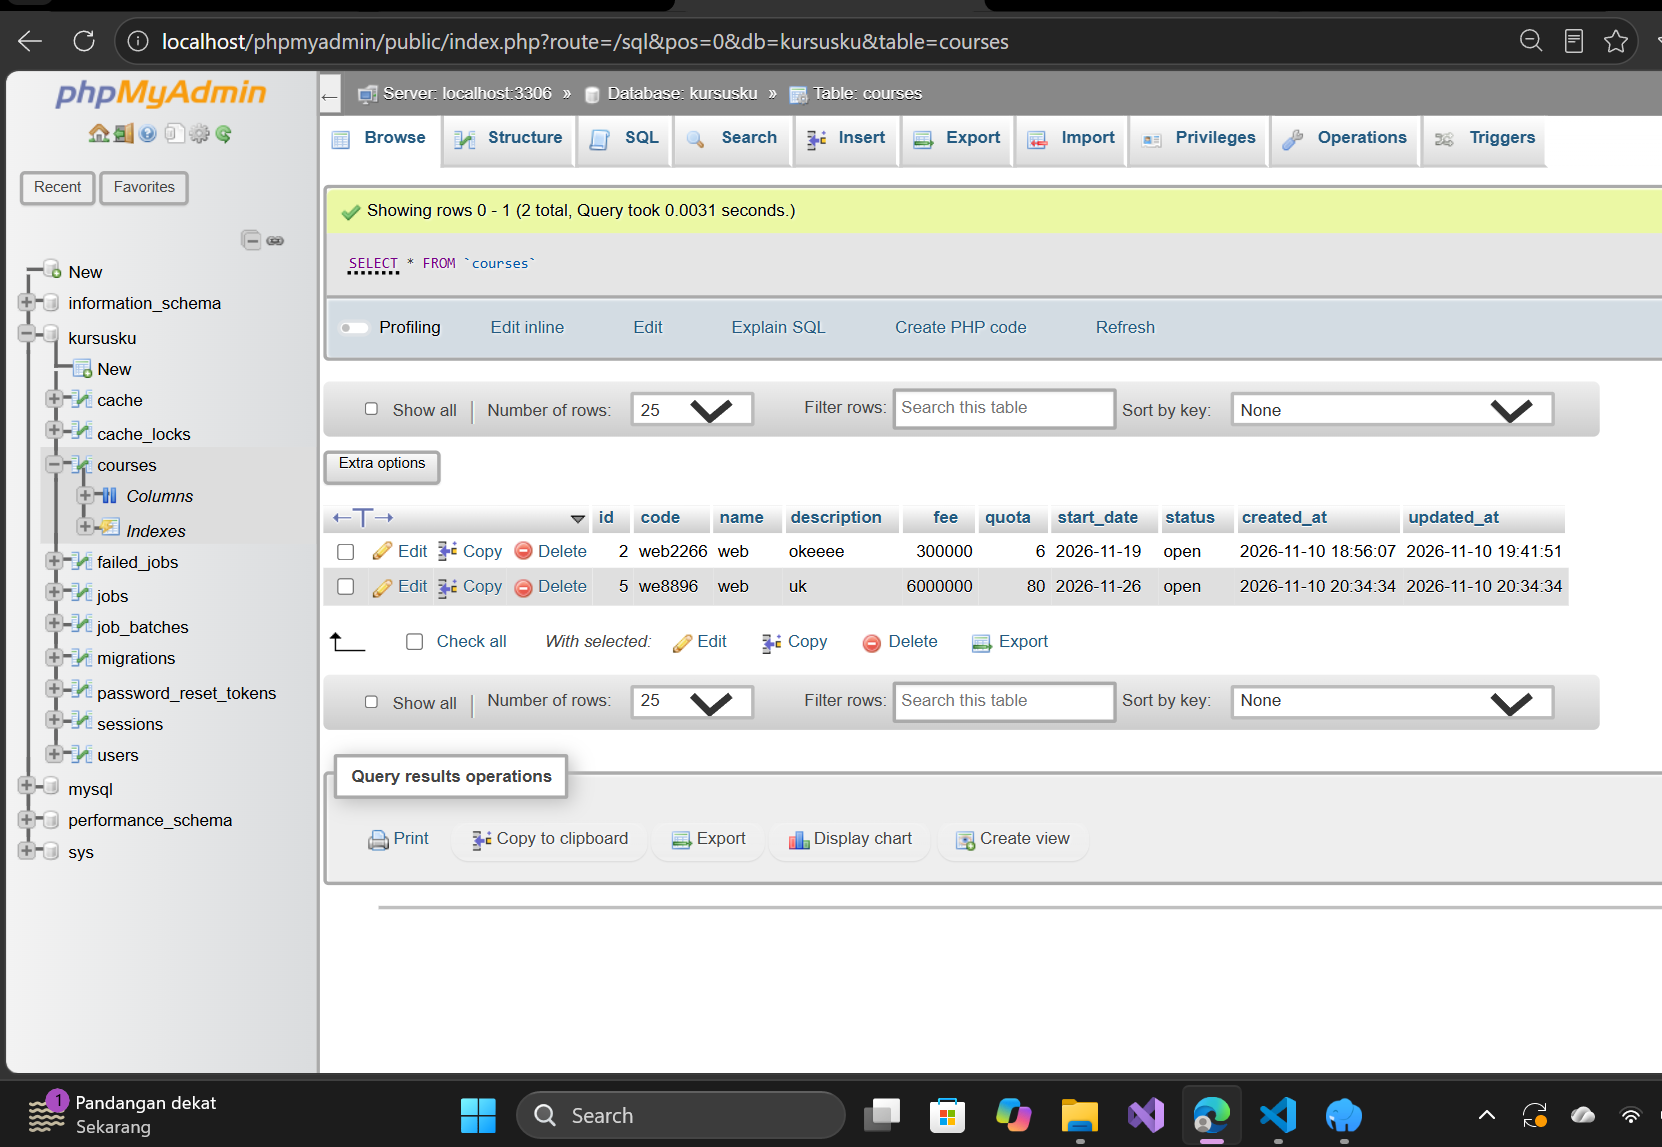 localhost/phpmyadmin/public/index.php?route=/sql&pos=0&db=kursusku&table=courses
phpMyAdmin
Recent Favorites
New
information_schema
kursusku
New
cache
cache_locks
courses
Columns
Indexes
failed_jobs
jobs
job_batches
migrations
password_reset_tokens
sessions
users
mysql
performance_schema
sys
Server: localhost:3306 » Database: kursusku » Table: courses
Browse Structure SQL Search Insert Export Import Privileges Operations Triggers
Showing rows 0 - 1 (2 total, Query took 0.0031 seconds.)
SELECT * FROM `courses`
Profiling Edit inline Edit Explain SQL Create PHP code Refresh
Show all | Number of rows: 25 Filter rows: Search this table Sort by key: None
Extra options
←T→ id code name description fee quota start_date status created_at updated_at
Edit Copy Delete 2 web2266 web okeeee 300000 6 2026-11-19 open 2026-11-10 18:56:07 2026-11-10 19:41:51
Edit Copy Delete 5 we8896 web uk 6000000 80 2026-11-26 open 2026-11-10 20:34:34 2026-11-10 20:34:34
Check all With selected: Edit Copy Delete Export
Show all | Number of rows: 25 Filter rows: Search this table Sort by key: None
Query results operations
Print Copy to clipboard Export Display chart Create view
1 Pandangan dekat
Sekarang
Search